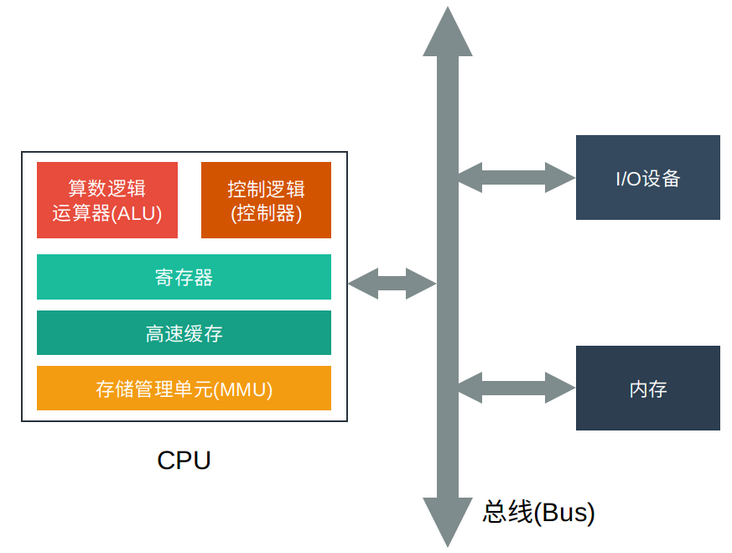 算数逻辑
运算器(ALU)
控制逻辑
(控制器)
寄存器
高速缓存
存储管理单元(MMU)
CPU
I/O设备
内存
总线(Bus)